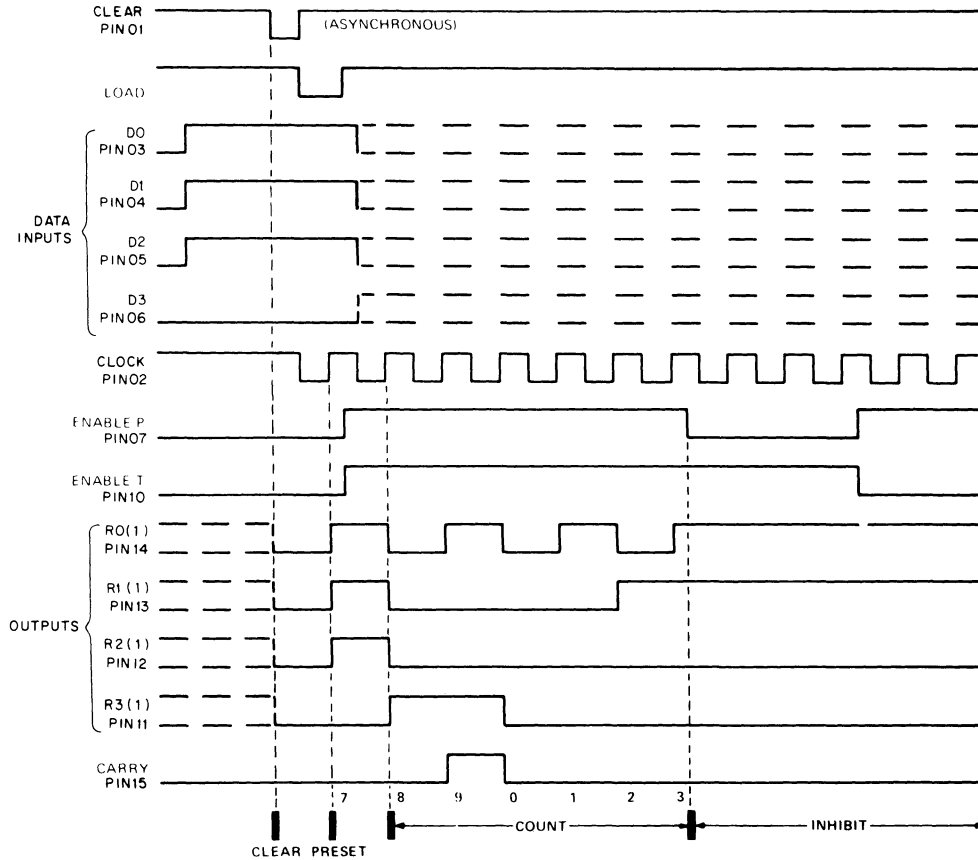 CLEAR
PIN 01
(ASYNCHRONOUS)
LOAD
DATA
INPUTS
D0
PIN 03
D1
PIN 04
D2
PIN 05
D3
PIN 06
CLOCK
PIN 02
ENABLE P
PIN 07
ENABLE T
PIN 10
OUTPUTS
R0 (1)
PIN 14
R1 (1)
PIN 13
R2 (1)
PIN 12
R3 (1)
PIN 11
CARRY
PIN 15
7 8 9 0 1 2 3
COUNT INHIBIT
CLEAR PRESET